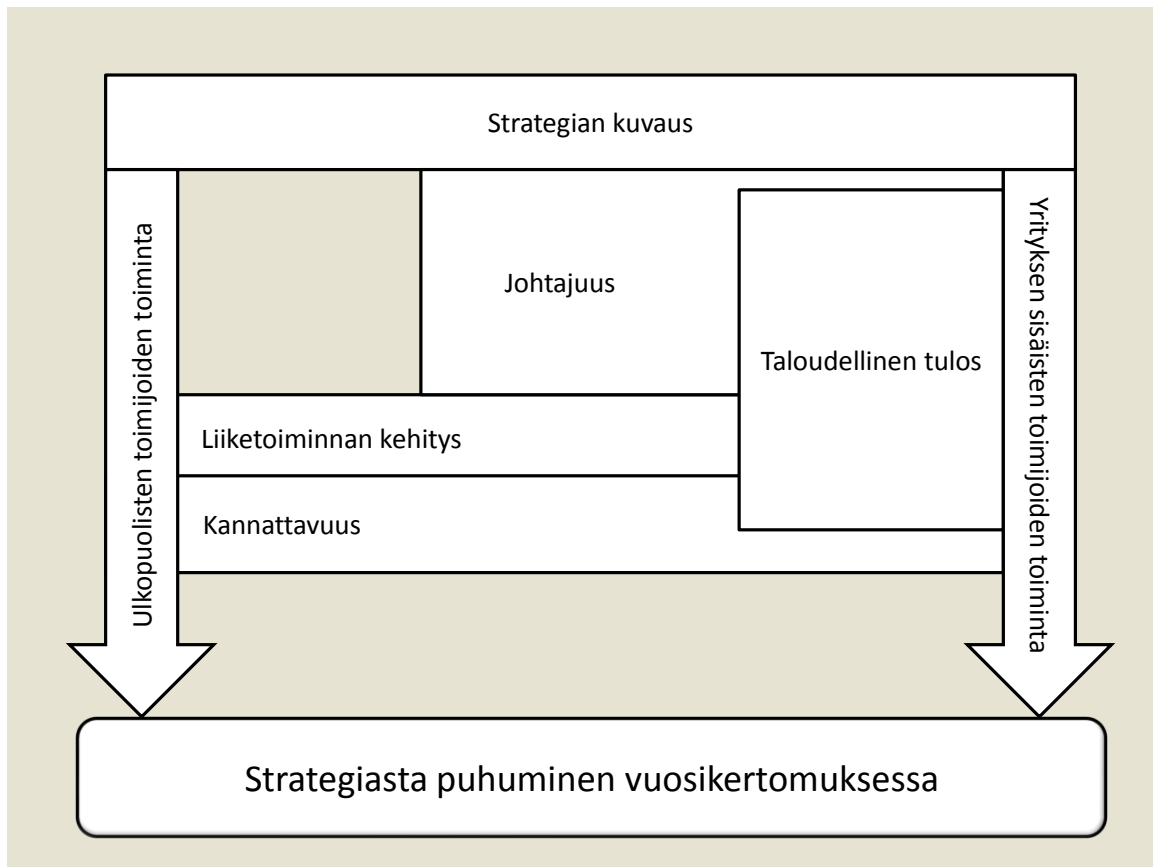 Strategian kuvaus
Ulkopuolisten toimijoiden toiminta
Johtajuus
Taloudellinen tulos
Yrityksen sisäisten toimijoiden toiminta
Liiketoiminnan kehitys
Kannattavuus
Strategiasta puhuminen vuosikertomuksessa